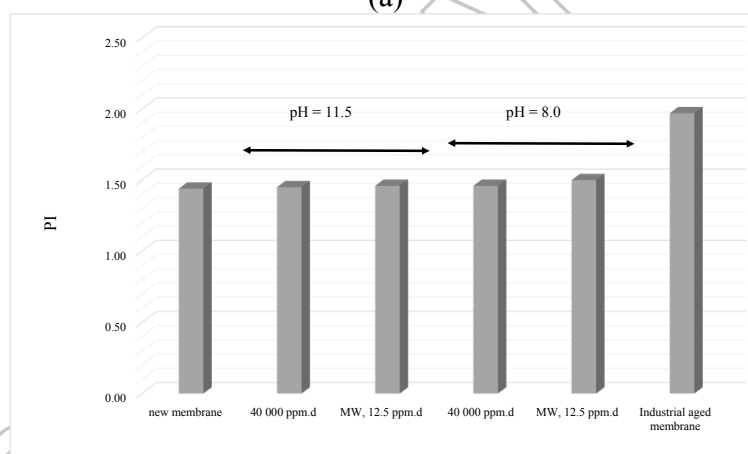 (a)
2.50
2.00
1.50
1.00
0.50
0.00
PI
pH = 11.5
pH = 8.0
new membrane
40 000 ppm.d
MW, 12.5 ppm.d
40 000 ppm.d
MW, 12.5 ppm.d
Industrial aged
membrane